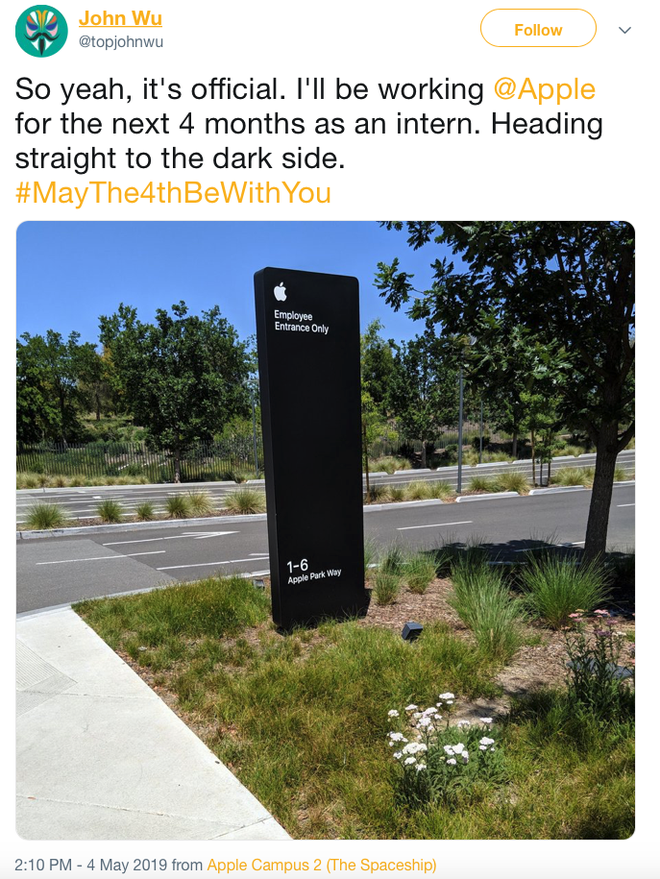 John Wu
@topjohnwu
Follow
So yeah, it's official. I'll be working @Apple
for the next 4 months as an intern. Heading
straight to the dark side.
#MayThe4thBeWithYou
Employee
Entrance Only
1-6
Apple Park Way
2:10 PM - 4 May 2019 from Apple Campus 2 (The Spaceship)